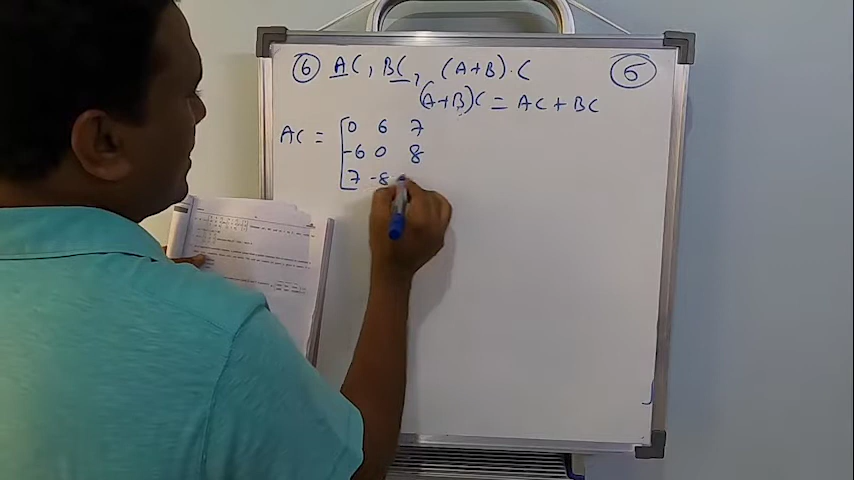 ⑥ AC, BC, (A+B)·C ⑥
(A+B)C = AC + BC
AC = [0 6 7
-6 0 8
7 -8